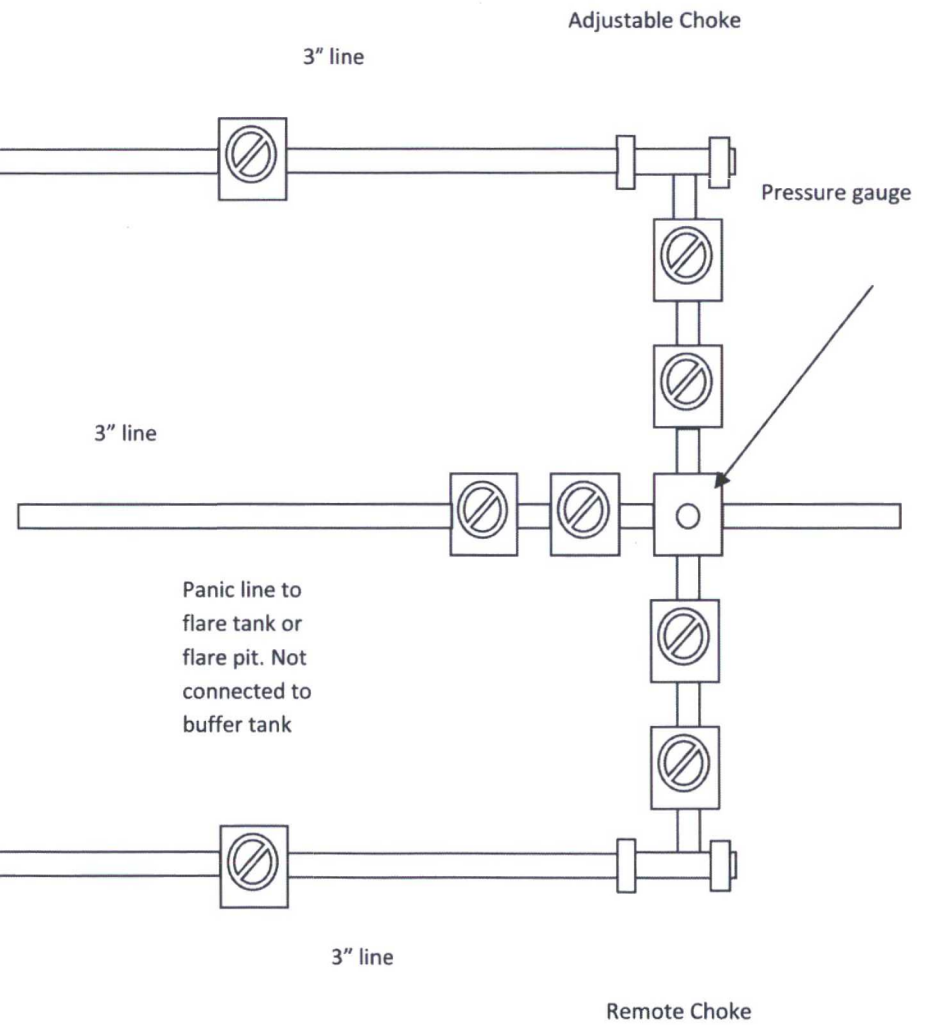 Adjustable Choke
3” line
Pressure gauge
3” line
Panic line to
flare tank or
flare pit. Not
connected to
buffer tank
3” line
Remote Choke